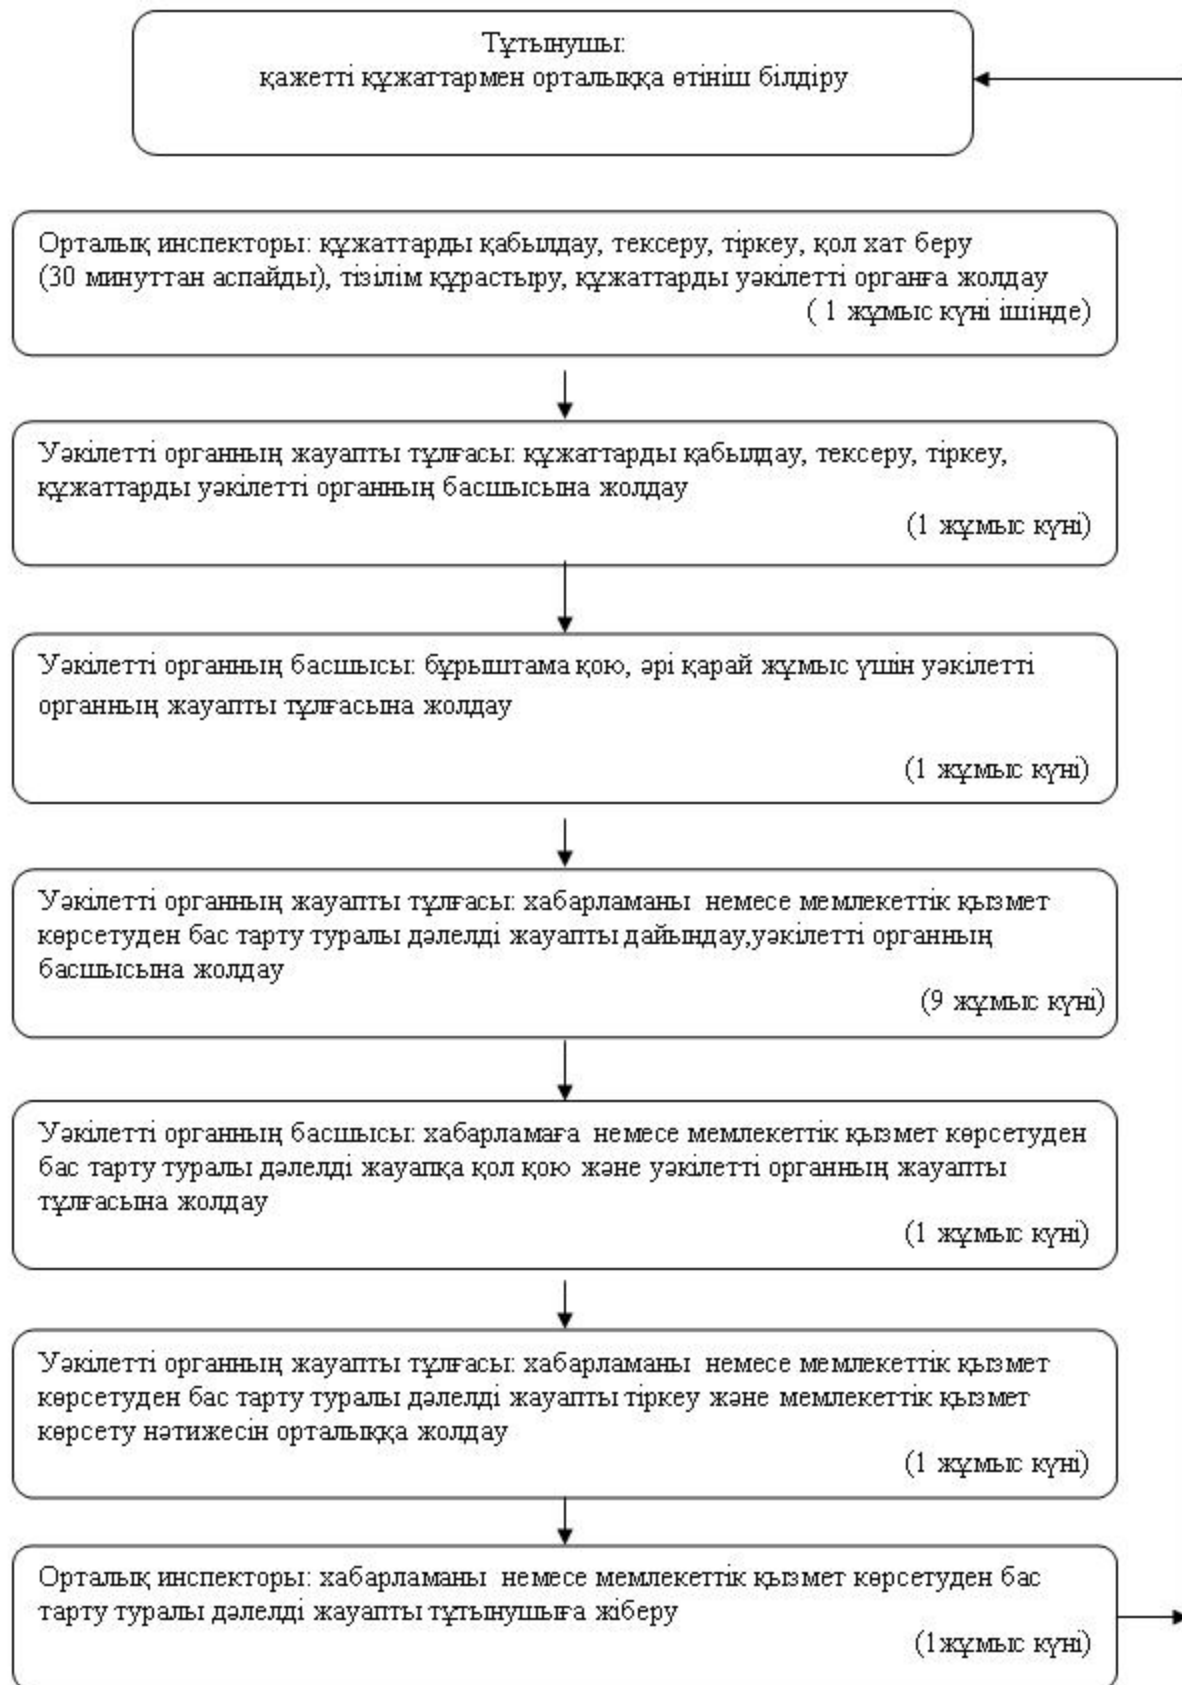 Тұтынушы:
қажетті құжаттармен орталыққа өтініш білдіру
Орталық инспекторы: құжаттарды қабылдау, тексеру, тіркеу, қол хат беру
(30 минуттан аспайды), тізілім құрастыру, құжаттарды уәкілетті органға жолдау
( 1 жұмыс күні ішінде)
Уәкілетті органның жауапты тұлғасы: құжаттарды қабылдау, тексеру, тіркеу,
құжаттарды уәкілетті органның басшысына жолдау
(1 жұмыс күні)
Уәкілетті органның басшысы: бұрыштама қою, әрі қарай жұмыс үшін уәкілетті
органның жауапты тұлғасына жолдау
(1 жұмыс күні)
Уәкілетті органның жауапты тұлғасы: хабарламаны  немесе мемлекеттік қызмет
көрсетуден бас тарту туралы дәлелді жауапты дайындау,уәкілетті органның
басшысына жолдау
(9 жұмыс күні)
Уәкілетті органның басшысы: хабарламаға  немесе мемлекеттік қызмет көрсетуден
бас тарту туралы дәлелді жауапқа қол қою және уәкілетті органның жауапты
тұлғасына жолдау
(1 жұмыс күні)
Уәкілетті органның жауапты тұлғасы: хабарламаны  немесе мемлекеттік қызмет
көрсетуден бас тарту туралы дәлелді жауапты тіркеу және мемлекеттік қызмет
көрсету нәтижесін орталыққа жолдау
(1 жұмыс күні)
Орталық инспекторы: хабарламаны  немесе мемлекеттік қызмет көрсетуден бас
тарту туралы дәлелді жауапты тұтынушыға жіберу
(1жұмыс күні)